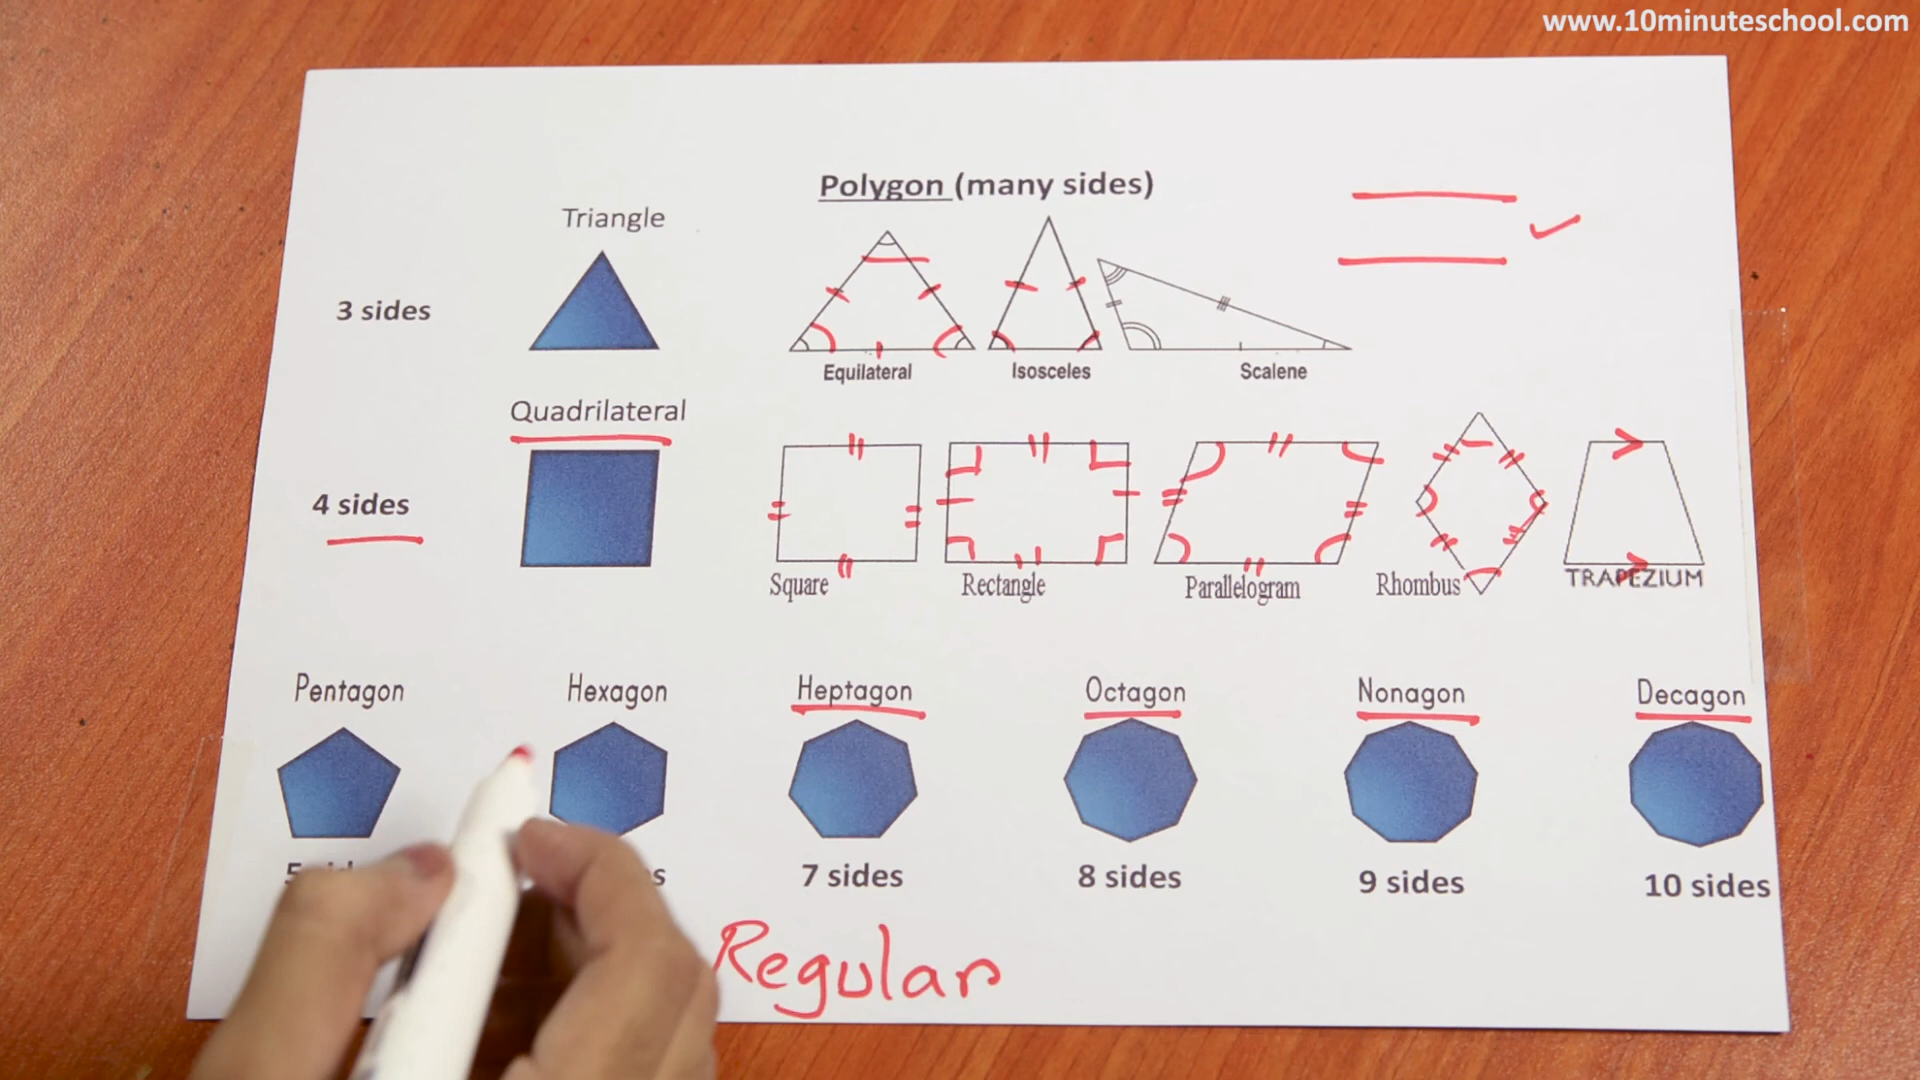 www.10minuteschool.com
Polygon (many sides)
Triangle
3 sides
Equilateral
Isosceles
Scalene
Quadrilateral
4 sides
Square
Rectangle
Parallelogram
Rhombus
TRAPEZIUM
Pentagon
Hexagon
Heptagon
Octagon
Nonagon
Decagon
7 sides
8 sides
9 sides
10 sides
Regular